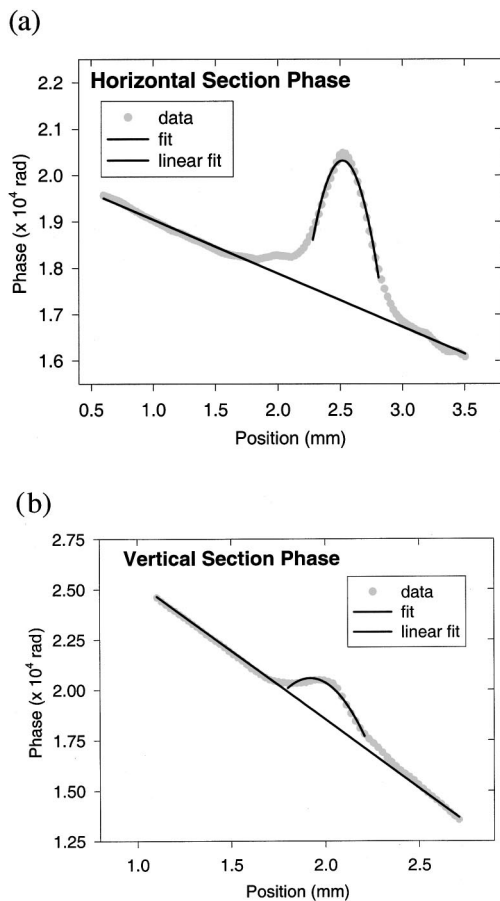 (a)
Horizontal Section Phase
data
fit
linear fit
Phase (x 10⁴ rad)
2.2
2.1
2.0
1.9
1.8
1.7
1.6
0.5 1.0 1.5 2.0 2.5 3.0 3.5
Position (mm)
(b)
Vertical Section Phase
data
fit
linear fit
Phase (x 10⁴ rad)
2.75
2.50
2.25
2.00
1.75
1.50
1.25
1.0 1.5 2.0 2.5
Position (mm)